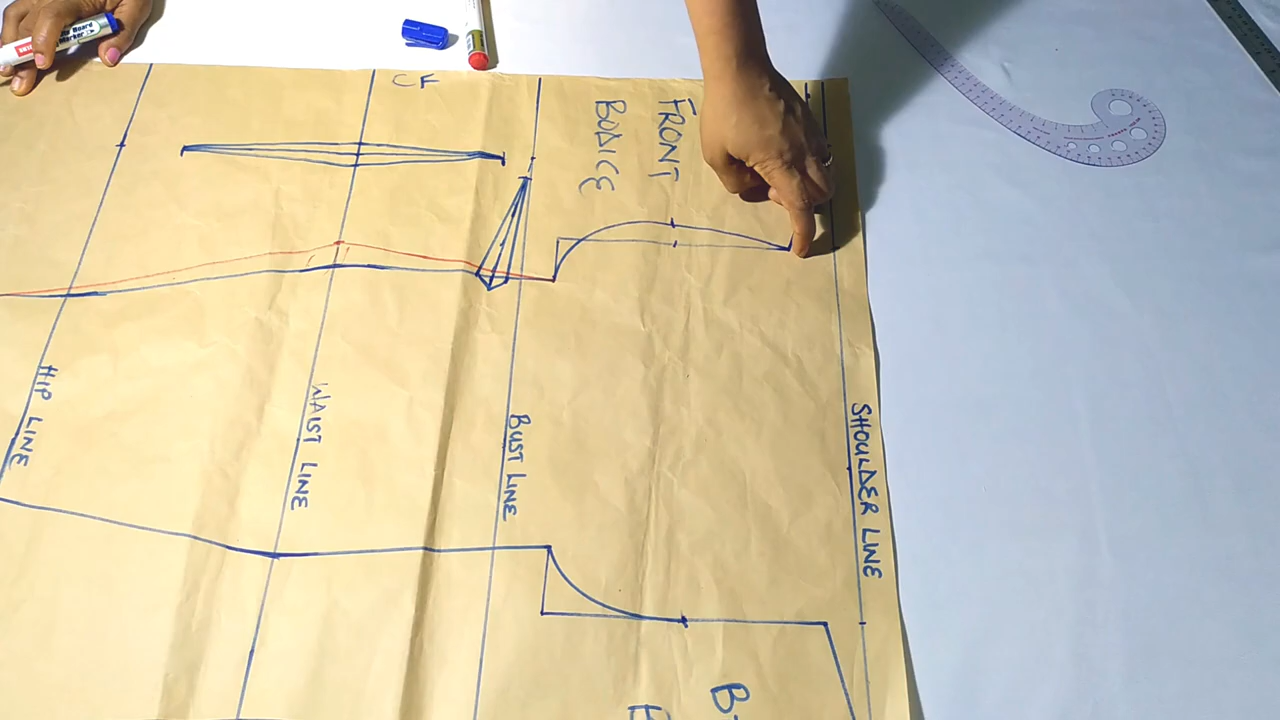 CF
FRONT
BODICE
HIP LINE
WAIST LINE
BUST LINE
SHOULDER LINE